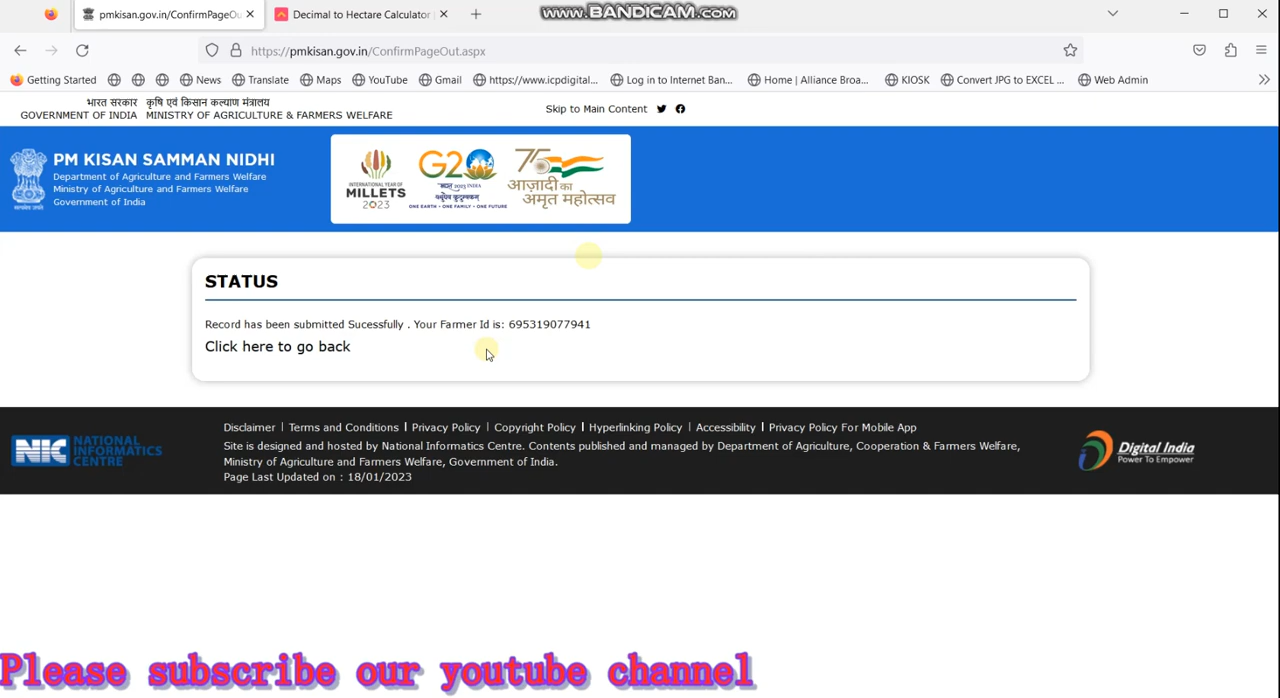 pmkisan.gov.in/ConfirmPageOu
Decimal to Hectare Calculator
www.BANDICAM.com
https://pmkisan.gov.in/ConfirmPageOut.aspx
Getting Started News Translate Maps YouTube Gmail https://www.icpdigital... Log in to Internet Ban... Home | Alliance Broa... KIOSK Convert JPG to EXCEL ... Web Admin
भारत सरकार कृषि एवं किसान कल्याण मंत्रालय
GOVERNMENT OF INDIA MINISTRY OF AGRICULTURE & FARMERS WELFARE
Skip to Main Content
PM KISAN SAMMAN NIDHI
Department of Agriculture and Farmers Welfare
Ministry of Agriculture and Farmers Welfare
Government of India
INTERNATIONAL YEAR OF
MILLETS
2023
G20
भारत 2023 INDIA
वसुधैव कुटुम्बकम्
ONE EARTH • ONE FAMILY • ONE FUTURE
75
आज़ादी का
अमृत महोत्सव
STATUS
Record has been submitted Sucessfully . Your Farmer Id is: 695319077941
Click here to go back
NIC NATIONAL
INFORMATICS
CENTRE
Disclaimer | Terms and Conditions | Privacy Policy | Copyright Policy | Hyperlinking Policy | Accessibility | Privacy Policy For Mobile App
Site is designed and hosted by National Informatics Centre. Contents published and managed by Department of Agriculture, Cooperation & Farmers Welfare,
Ministry of Agriculture and Farmers Welfare, Government of India.
Page Last Updated on : 18/01/2023
Digital India
Power To Empower
Please subscribe our youtube channel